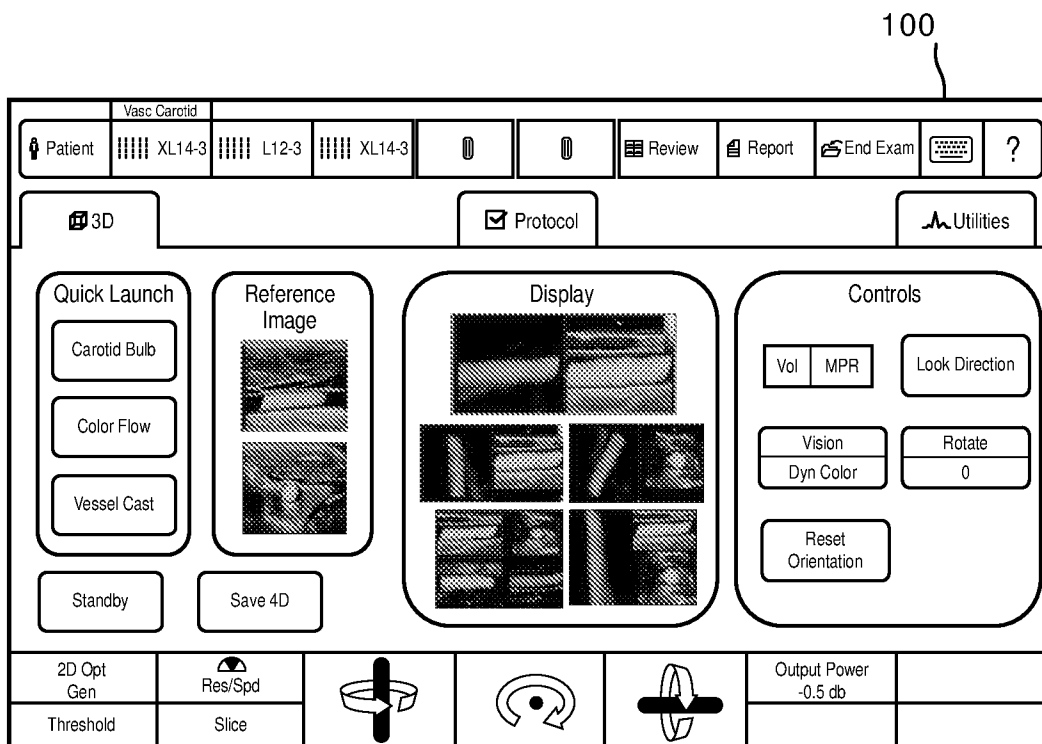 100
Vasc Carotid
Patient XL14-3 L12-3 XL14-3 Review Report End Exam ?
3D Protocol Utilities
Quick Launch
Carotid Bulb
Color Flow
Vessel Cast
Reference
Image
Display
Controls
Vol MPR
Look Direction
Vision
Dyn Color
Rotate
0
Reset
Orientation
Standby
Save 4D
2D Opt
Gen
Res/Spd
Output Power
-0.5 db
Threshold
Slice